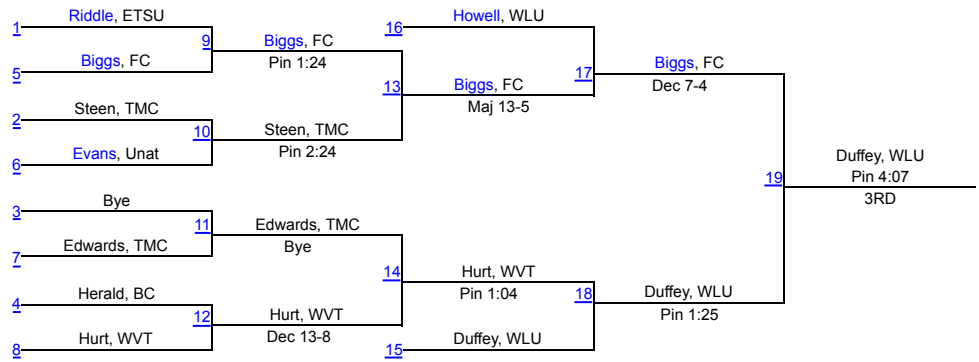 Riddle, ETSU
1
Biggs, FC
5
9
Biggs, FC
Pin 1:24
Steen, TMC
2
Evans, Unat
6
10
Steen, TMC
Pin 2:24
Bye
3
Edwards, TMC
7
11
Edwards, TMC
Bye
Herald, BC
4
Hurt, WVT
8
12
Hurt, WVT
Dec 13-8
Howell, WLU
16
13
Biggs, FC
Maj 13-5
17
Biggs, FC
Dec 7-4
14
Hurt, WVT
Pin 1:04
Duffey, WLU
15
18
Duffey, WLU
Pin 1:25
19
Duffey, WLU
Pin 4:07
3RD